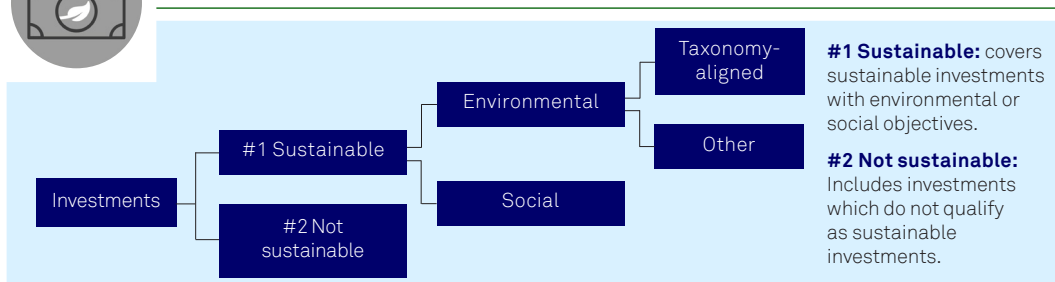 Investments
#1 Sustainable
#2 Not
sustainable
Environmental
Social
Taxonomy-
aligned
Other
#1 Sustainable: covers
sustainable investments
with environmental or
social objectives.
#2 Not sustainable:
Includes investments
which do not qualify
as sustainable
investments.